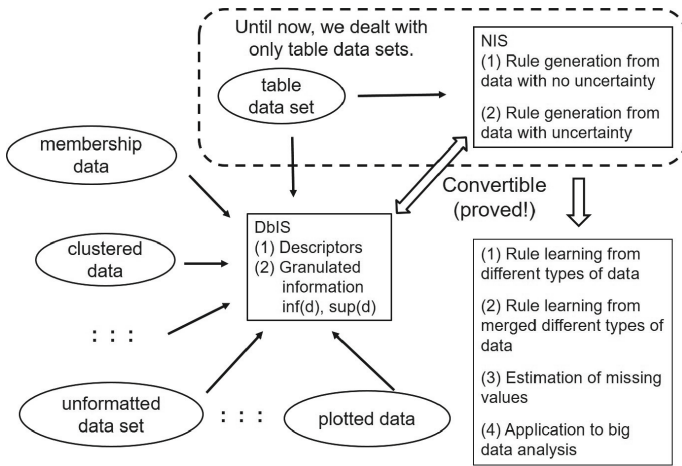 Until now, we dealt with
only table data sets.
table
data set
NIS
(1) Rule generation from
data with no uncertainty
(2) Rule generation from
data with uncertainty
membership
data
Convertible
(proved!)
clustered
data
DbIS
(1) Descriptors
(2) Granulated
information
inf(d), sup(d)
: : :
unformatted
data set
: : :
plotted data
(1) Rule learning from
different types of data
(2) Rule learning from
merged different types of
data
(3) Estimation of missing
values
(4) Application to big
data analysis